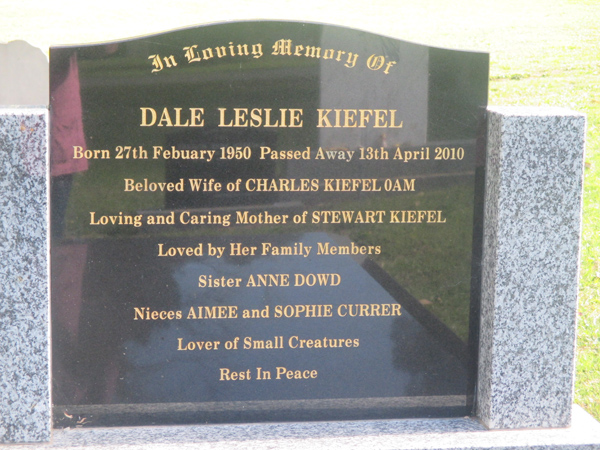 In Loving Memory Of
DALE LESLIE KIEFEL
Born 27th Febuary 1950 Passed Away 13th April 2010
Beloved Wife of CHARLES KIEFEL 0AM
Loving and Caring Mother of STEWART KIEFEL
Loved by Her Family Members
Sister ANNE DOWD
Nieces AIMEE and SOPHIE CURRER
Lover of Small Creatures
Rest In Peace